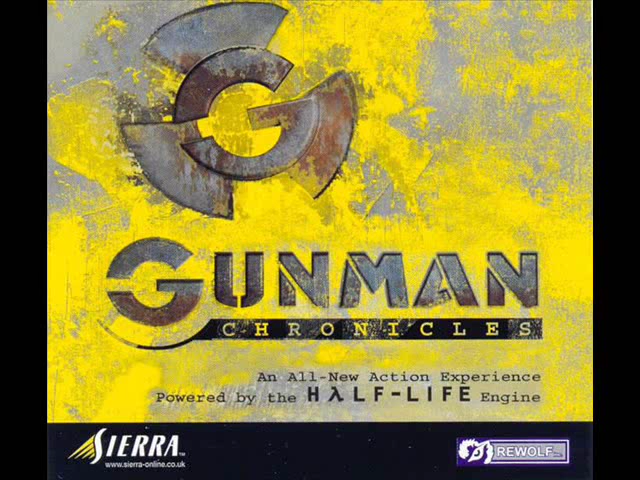 GUNMAN
CHRONICLES
An All-New Action Experience
Powered by the HλLF-LIFE Engine
SIERRA™
www.sierra-online.co.uk
REWOLF